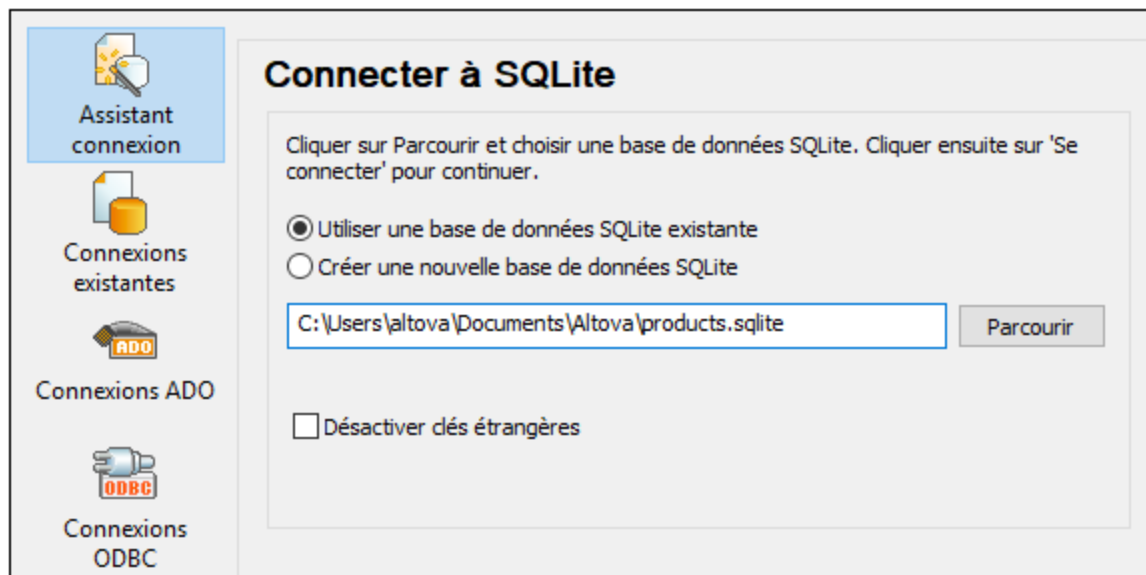 Assistant
connexion
Connexions
existantes
ADO
Connexions ADO
ODBC
Connexions
ODBC
Connecter à SQLite
Cliquer sur Parcourir et choisir une base de données SQLite. Cliquer ensuite sur 'Se
connecter' pour continuer.
Utiliser une base de données SQLite existante
Créer une nouvelle base de données SQLite
C:\Users\altova\Documents\Altova\products.sqlite
Parcourir
Désactiver clés étrangères